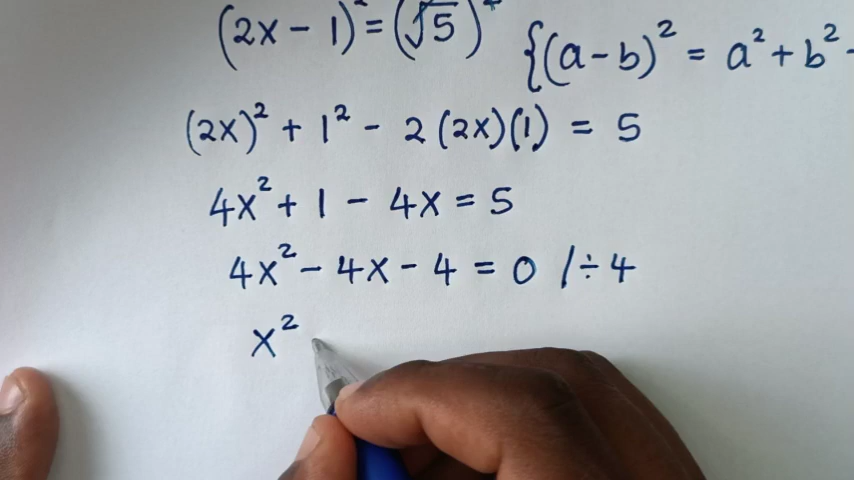 (2x - 1)² = (√5)² {(a-b)² = a² + b² -
(2x)² + 1² - 2(2x)(1) = 5
4x² + 1 - 4x = 5
4x² - 4x - 4 = 0 /÷4
x²